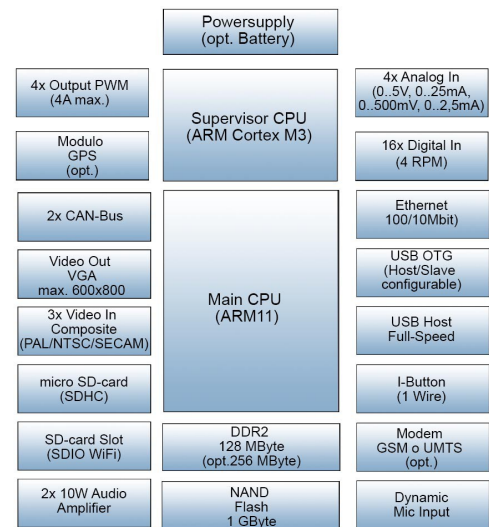 Powersupply
(opt. Battery)
4x Output PWM
(4A max.)
Supervisor CPU
(ARM Cortex M3)
4x Analog In
(0..5V, 0..25mA,
0..500mV, 0..2,5mA)
Modulo
GPS
(opt.)
16x Digital In
(4 RPM)
2x CAN-Bus
Main CPU
(ARM11)
Ethernet
100/10Mbit)
Video Out
VGA
max. 600x800
USB OTG
(Host/Slave
configurable)
3x Video In
Composite
(PAL/NTSC/SECAM)
USB Host
Full-Speed
micro SD-card
(SDHC)
I-Button
(1 Wire)
SD-card Slot
(SDIO WiFi)
DDR2
128 MByte
(opt.256 MByte)
Modem
GSM o UMTS
(opt.)
2x 10W Audio
Amplifier
NAND
Flash
1 GByte
Dynamic
Mic Input